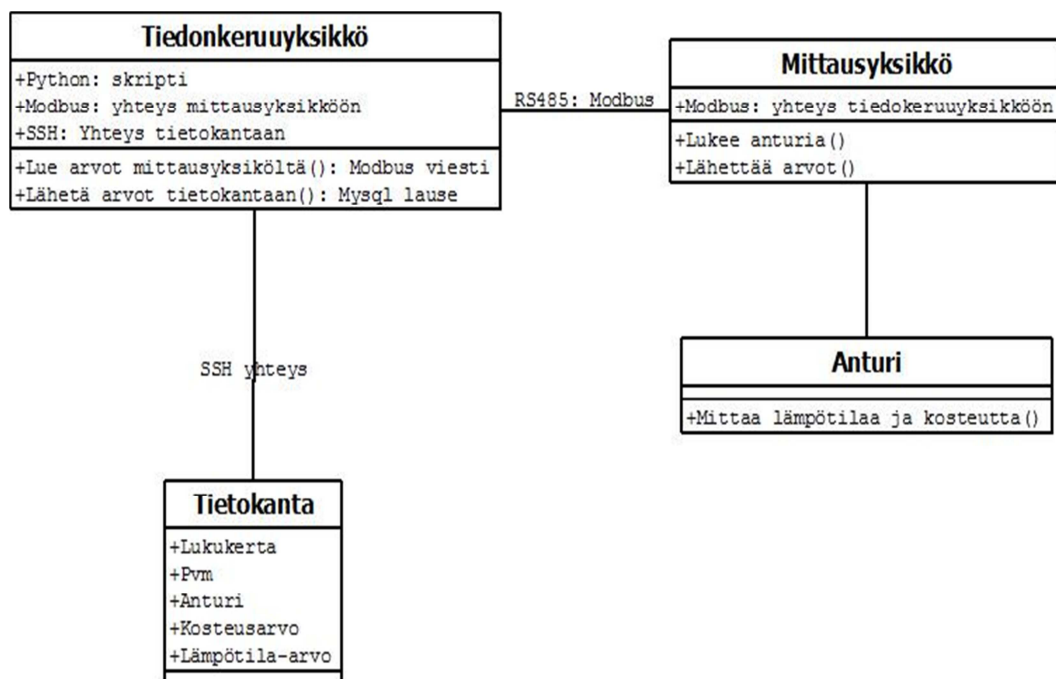 Tiedonkeruuyksikkö
+Python: skripti
+Modbus: yhteys mittausyksikköön
+SSH: Yhteys tietokantaan
+Lue arvot mittausyksiköltä(): Modbus viesti
+Lähetä arvot tietokantaan(): Mysql lause
RS485: Modbus
Mittausyksikkö
+Modbus: yhteys tiedokeruuyksikköön
+Lukee anturia()
+Lähettää arvot()
Anturi
+Mittaa lämpötilaa ja kosteutta()
SSH yhteys
Tietokanta
+Lukukerta
+Pvm
+Anturi
+Kosteusarvo
+Lämpötila-arvo